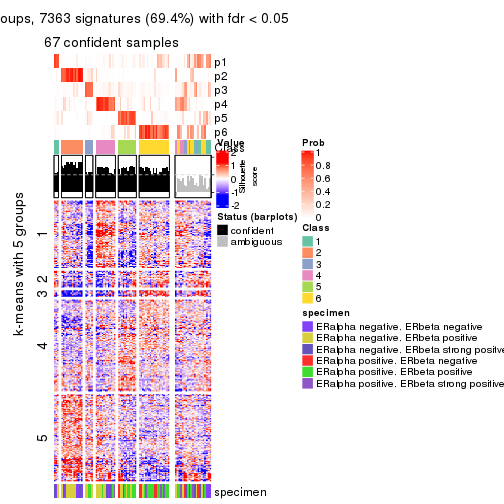 oups, 7363 signatures (69.4%) with fdr < 0.05
67 confident samples
p1
p2
p3
p4
p5
p6
Class
Value
2
1
0
-1
-2
Silhouette
score
Status (barplots)
confident
ambiguous
Prob
1
0.8
0.6
0.4
0.2
0
Class
1
2
3
4
5
6
specimen
ERalpha negative. ERbeta negative
ERalpha negative. ERbeta positive
ERalpha negative. ERbeta strong positive
ERalpha positive. ERbeta negative
ERalpha positive. ERbeta positive
ERalpha positive. ERbeta strong positive
k-means with 5 groups
1
2
3
4
5
specimen